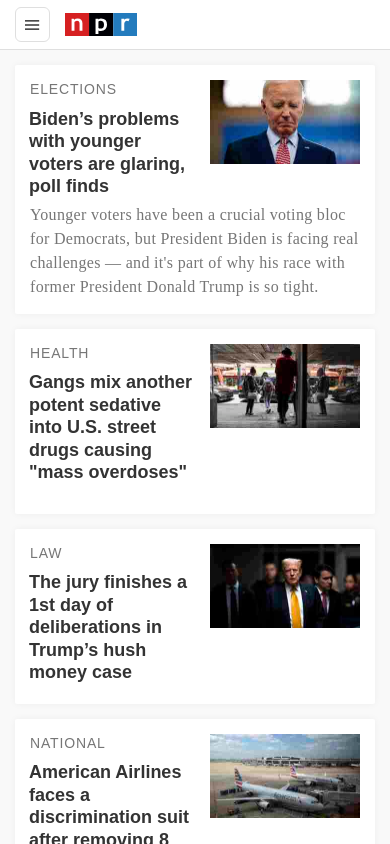 npr
ELECTIONS
Biden’s problems
with younger
voters are glaring,
poll finds
Younger voters have been a crucial voting bloc
for Democrats, but President Biden is facing real
challenges — and it's part of why his race with
former President Donald Trump is so tight.
HEALTH
Gangs mix another
potent sedative
into U.S. street
drugs causing
"mass overdoses"
LAW
The jury finishes a
1st day of
deliberations in
Trump’s hush
money case
NATIONAL
American Airlines
faces a
discrimination suit
after removing 8